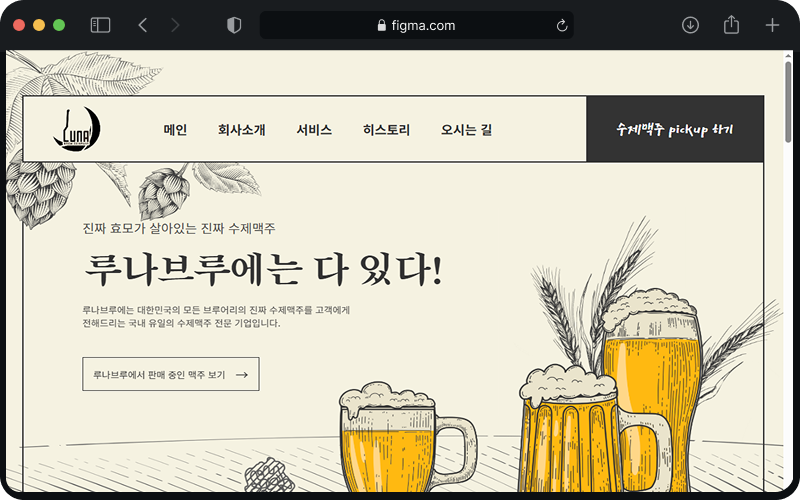 figma.com
LUNA
메인 회사소개 서비스 히스토리 오시는 길
수제맥주 pickup 하기
진짜 효모가 살아있는 진짜 수제맥주
루나브루에는 다 있다!
루나브루에는 대한민국의 모든 브루어리의 진짜 수제맥주를 고객에게
전해드리는 국내 유일의 수제맥주 전문 기업입니다.
루나브루에서 판매 중인 맥주 보기 →